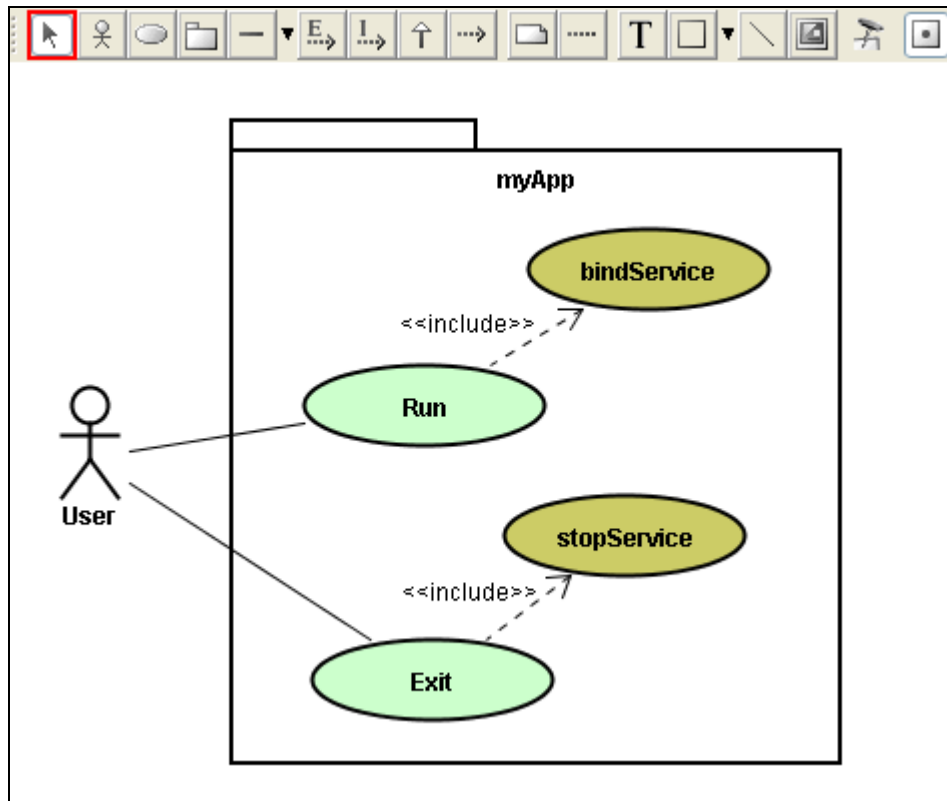 E I T
myApp
bindService
<<include>>
Run
User
stopService
<<include>>
Exit